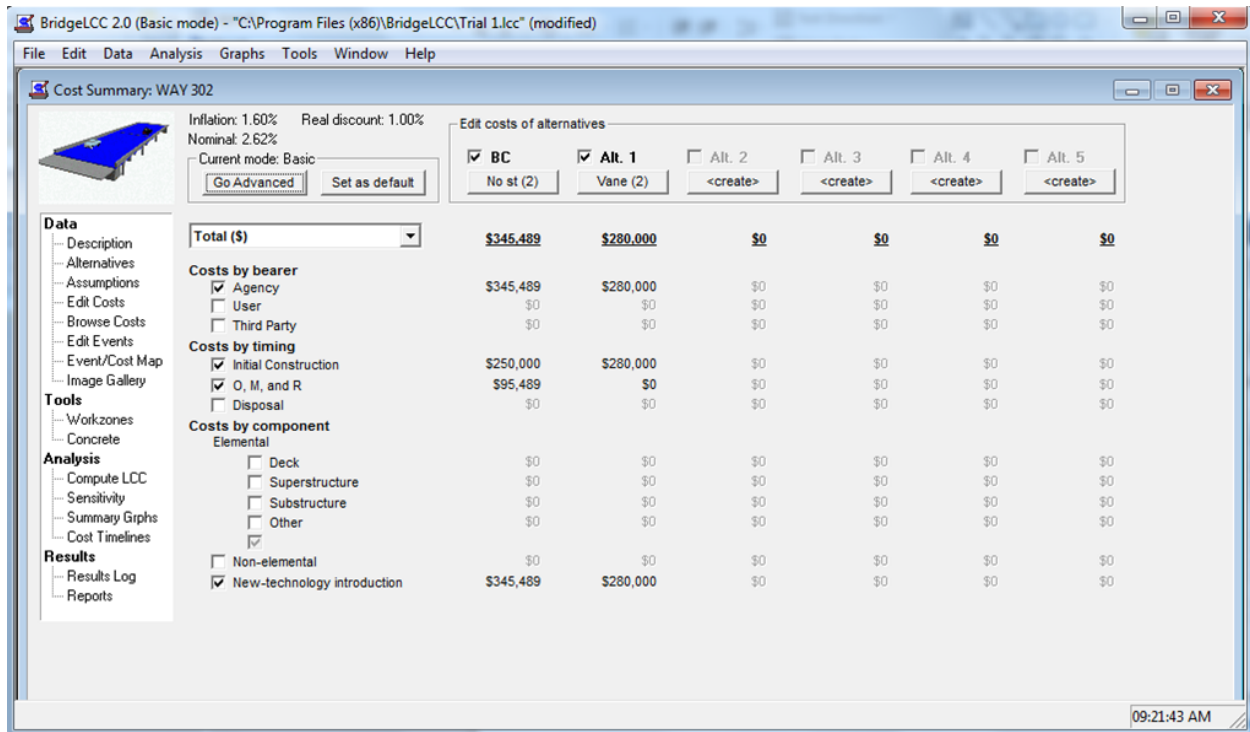 BridgeLCC 2.0 (Basic mode) - "C:\Program Files (x86)\BridgeLCC\Trial 1.lcc" (modified)
File Edit Data Analysis Graphs Tools Window Help
Cost Summary: WAY 302
Inflation: 1.60% Real discount: 1.00%
Nominal: 2.62%
Current mode: Basic
Go Advanced Set as default
Edit costs of alternatives
BC Alt. 1 Alt. 2 Alt. 3 Alt. 4 Alt. 5
No st (2) Vane (2) <create> <create> <create> <create>
Data
Description
Alternatives
Assumptions
Edit Costs
Browse Costs
Edit Events
Event/Cost Map
Image Gallery
Tools
Workzones
Concrete
Analysis
Compute LCC
Sensitivity
Summary Grphs
Cost Timelines
Results
Results Log
Reports
Total ($) $345,489 $280,000 $0 $0 $0 $0
Costs by bearer
Agency $345,489 $280,000 $0 $0 $0 $0
User $0 $0 $0 $0 $0 $0
Third Party $0 $0 $0 $0 $0 $0
Costs by timing
Initial Construction $250,000 $280,000 $0 $0 $0 $0
O, M, and R $95,489 $0 $0 $0 $0 $0
Disposal $0 $0 $0 $0 $0 $0
Costs by component
Elemental
Deck $0 $0 $0 $0 $0 $0
Superstructure $0 $0 $0 $0 $0 $0
Substructure $0 $0 $0 $0 $0 $0
Other $0 $0 $0 $0 $0 $0
Non-elemental $0 $0 $0 $0 $0 $0
New-technology introduction $345,489 $280,000 $0 $0 $0 $0
09:21:43 AM